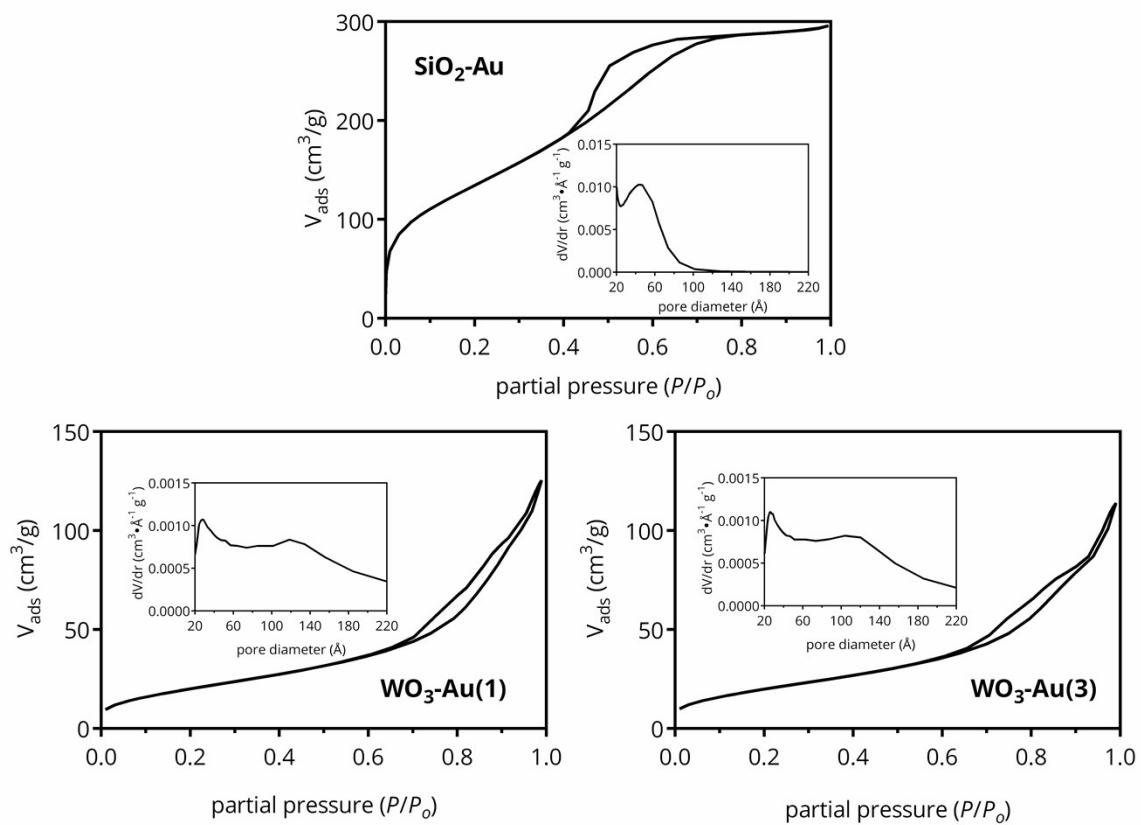 SiO₂-Au
V_ads (cm³/g)
300
200
100
0
0.0 0.2 0.4 0.6 0.8 1.0
partial pressure (P/P_o)
dV/dr (cm³•Å⁻¹ g⁻¹)
0.015
0.010
0.005
0.000
20 60 100 140 180 220
pore diameter (Å)
WO₃-Au(1)
V_ads (cm³/g)
150
100
50
0
0.0 0.2 0.4 0.6 0.8 1.0
partial pressure (P/P_o)
dV/dr (cm³•Å⁻¹ g⁻¹)
0.0015
0.0010
0.0005
0.0000
20 60 100 140 180 220
pore diameter (Å)
WO₃-Au(3)
V_ads (cm³/g)
150
100
50
0
0.0 0.2 0.4 0.6 0.8 1.0
partial pressure (P/P_o)
dV/dr (cm³•Å⁻¹ g⁻¹)
0.0015
0.0010
0.0005
0.0000
20 60 100 140 180 220
pore diameter (Å)